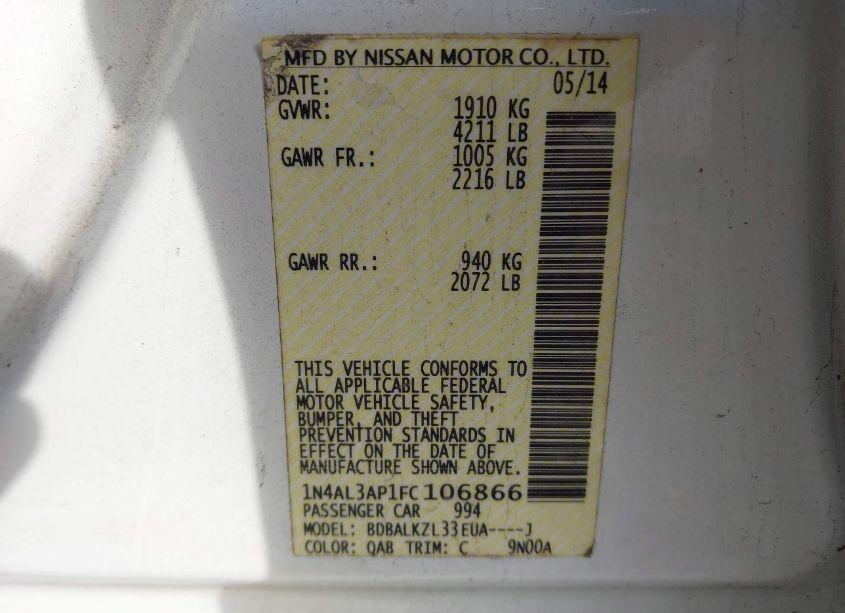 MFD BY NISSAN MOTOR CO., LTD.
DATE: 05/14
GVWR: 1910 KG
4211 LB
GAWR FR.: 1005 KG
2216 LB
GAWR RR.: 940 KG
2072 LB
THIS VEHICLE CONFORMS TO
ALL APPLICABLE FEDERAL
MOTOR VEHICLE SAFETY,
BUMPER, AND THEFT
PREVENTION STANDARDS IN
EFFECT ON THE DATE OF
MANUFACTURE SHOWN ABOVE.
1N4AL3AP1FC106866
PASSENGER CAR 994
MODEL: BDBALKZL33EUA----J
COLOR: QAB TRIM: C 9N00A